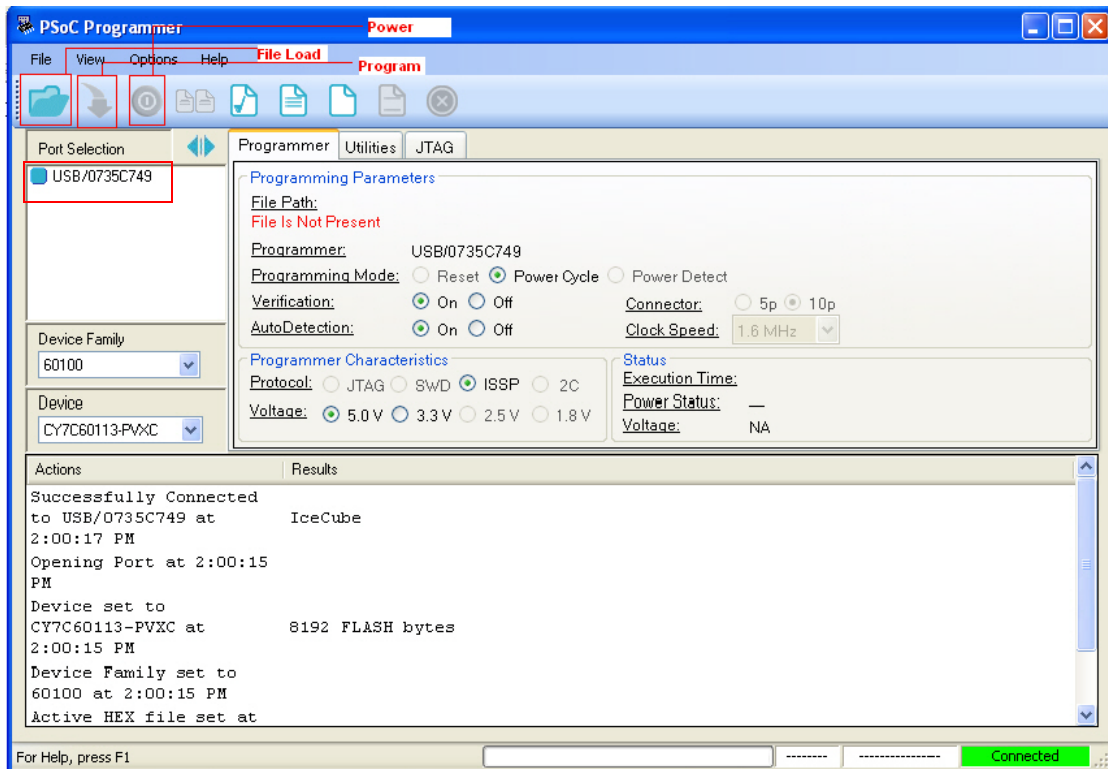 PSoC Programmer
Power
File View Options Help
File Load
Program
Port Selection
Programmer Utilities JTAG
USB/0735C749
Programming Parameters
File Path:
File Is Not Present
Programmer: USB/0735C749
Programming Mode: Reset Power Cycle Power Detect
Verification: On Off Connector: 5p 10p
AutoDetection: On Off Clock Speed: 1.6 MHz
Device Family
60100
Programmer Characteristics
Protocol: JTAG SWD ISSP 2C
Voltage: 5.0 V 3.3 V 2.5 V 1.8 V
Status
Execution Time:
Power Status: —
Voltage: NA
Device
CY7C60113-PVXC
Actions Results
Successfully Connected
to USB/0735C749 at IceCube
2:00:17 PM
Opening Port at 2:00:15
PM
Device set to
CY7C60113-PVXC at 8192 FLASH bytes
2:00:15 PM
Device Family set to
60100 at 2:00:15 PM
Active HEX file set at
For Help, press F1
--------
----------------
Connected